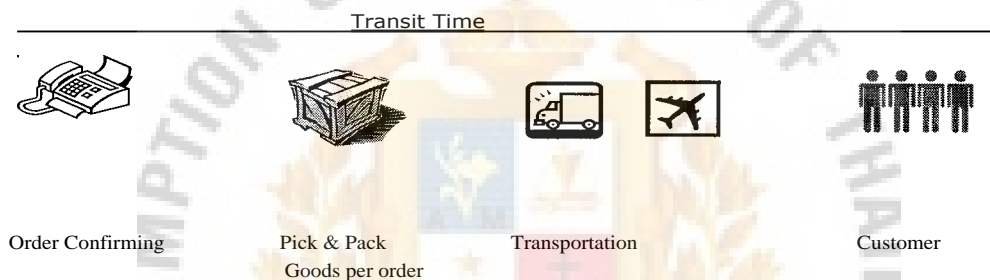 Transit Time
Order Confirming
Pick & Pack
Goods per order
Transportation
Customer